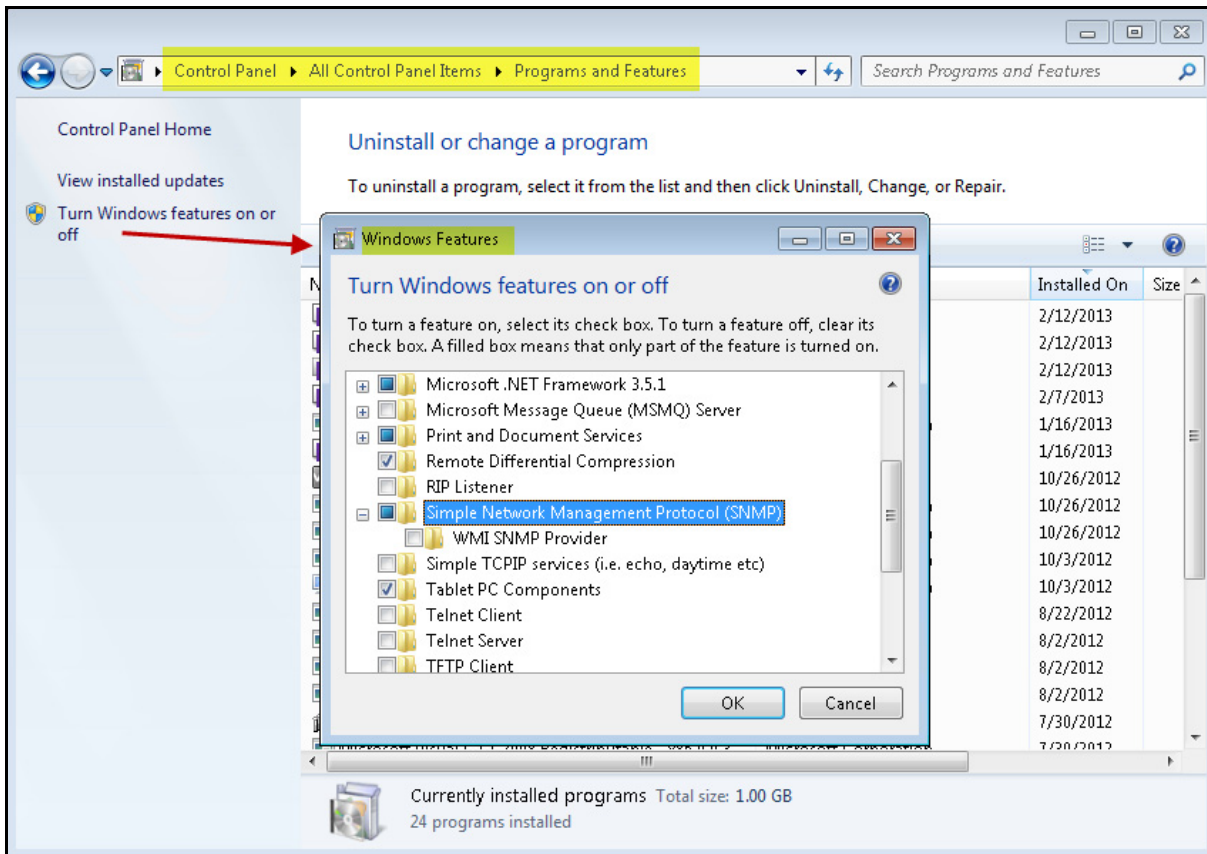 Control Panel ▸ All Control Panel Items ▸ Programs and Features
Search Programs and Features
Control Panel Home
View installed updates
Turn Windows features on or
off
Uninstall or change a program
To uninstall a program, select it from the list and then click Uninstall, Change, or Repair.
Installed On
Size
2/12/2013
2/12/2013
2/12/2013
2/7/2013
1/16/2013
1/16/2013
10/26/2012
10/26/2012
10/26/2012
10/3/2012
10/3/2012
8/22/2012
8/2/2012
8/2/2012
8/2/2012
7/30/2012
7/30/2012
Windows Features
Turn Windows features on or off
To turn a feature on, select its check box. To turn a feature off, clear its
check box. A filled box means that only part of the feature is turned on.
Microsoft .NET Framework 3.5.1
Microsoft Message Queue (MSMQ) Server
Print and Document Services
Remote Differential Compression
RIP Listener
Simple Network Management Protocol (SNMP)
WMI SNMP Provider
Simple TCPIP services (i.e. echo, daytime etc)
Tablet PC Components
Telnet Client
Telnet Server
TFTP Client
OK
Cancel
Currently installed programs Total size: 1.00 GB
24 programs installed